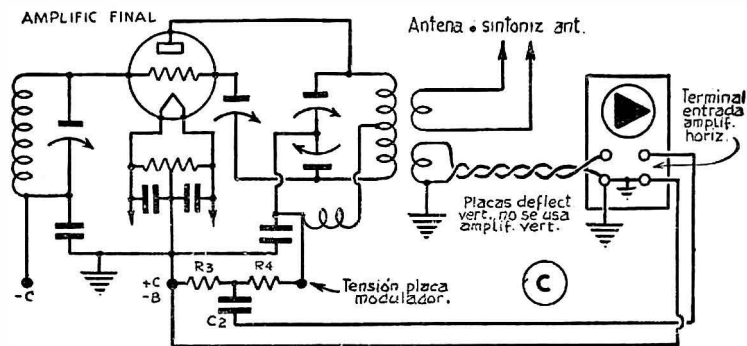 AMPLIFIC FINAL
Antena o sintoniz ant.
Terminal
entrada
amplif.
horiz.
Placas deflect
vert. no se usa
amplif. vert.
R3
R4
+C
-B
-C
C2
Tensión placa
modulador.
C